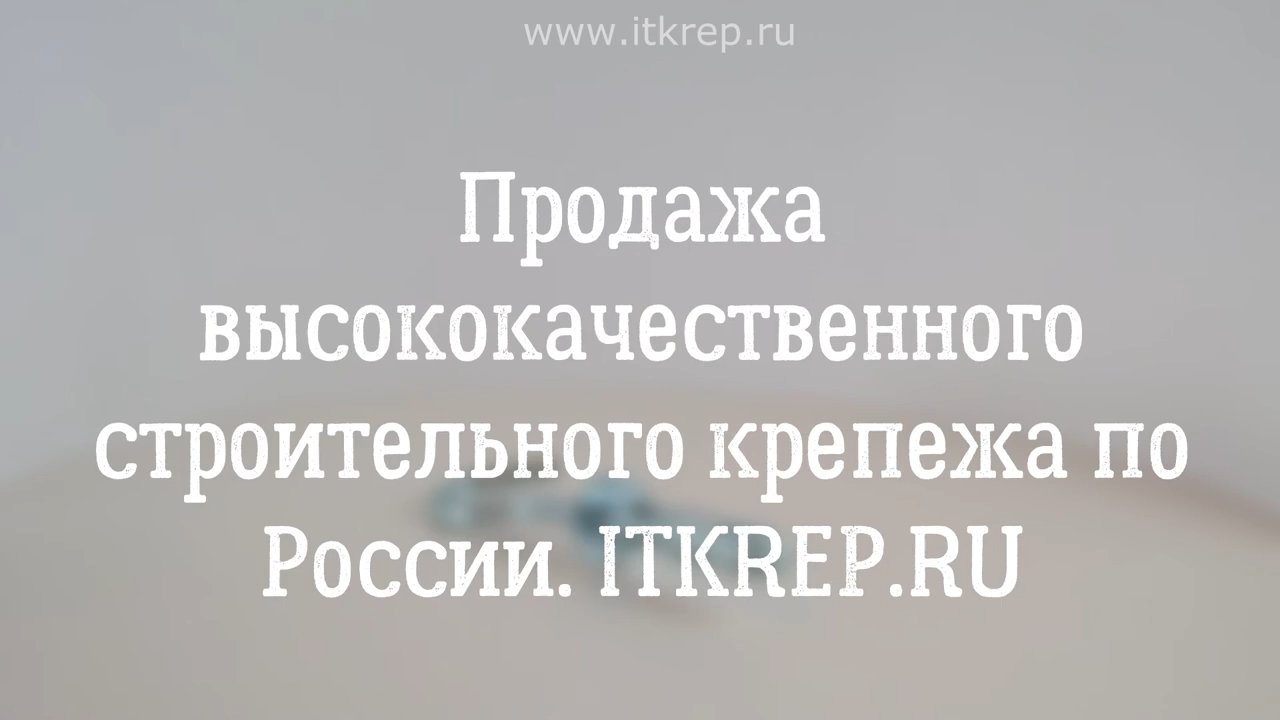 www.itkrep.ru
Продажа
высококачественного
строительного крепежа по
России. ITKREP.RU